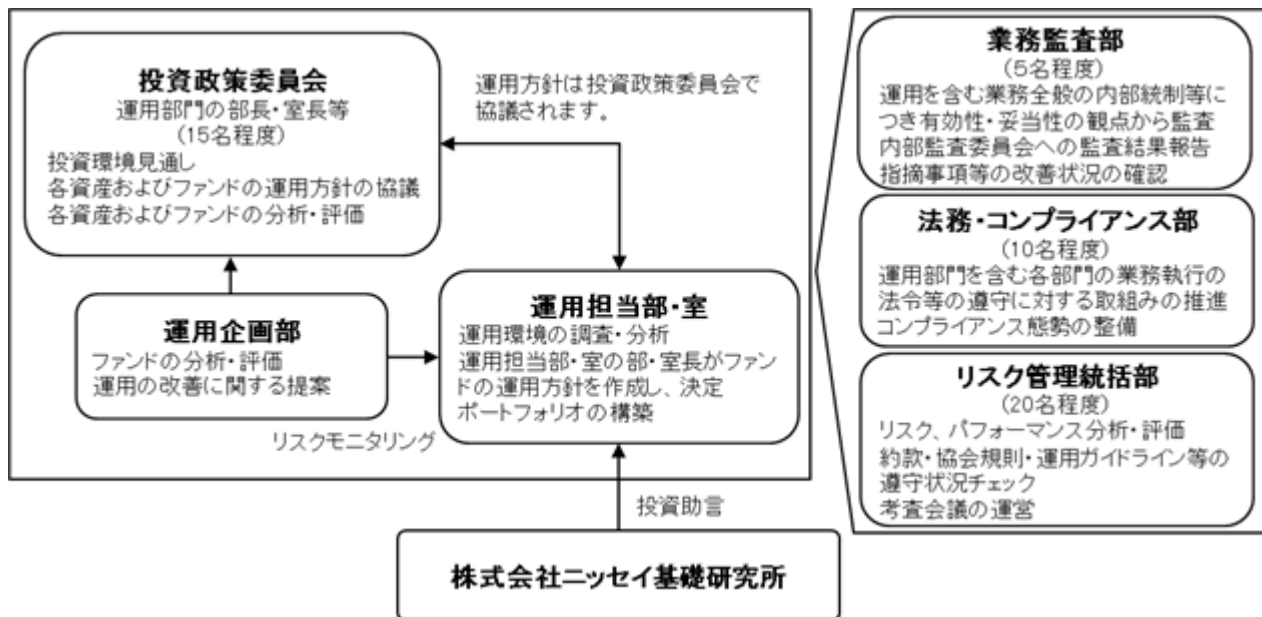 投資政策委員会
運用部門の部長・室長等
(15名程度)
投資環境見通し
各資産およびファンドの運用方針の協議
各資産およびファンドの分析・評価
運用方針は投資政策委員会で
協議されます。
運用企画部
ファンドの分析・評価
運用の改善に関する提案
リスクモニタリング
運用担当部・室
運用環境の調査・分析
運用担当部・室の部・室長がファン
ドの運用方針を作成し、決定
ポートフォリオの構築
投資助言
株式会社ニッセイ基礎研究所
業務監査部
(5名程度)
運用を含む業務全般の内部統制等に
つき有効性・妥当性の観点から監査
内部監査委員会への監査結果報告
指摘事項等の改善状況の確認
法務・コンプライアンス部
(10名程度)
運用部門を含む各部門の業務執行の
法令等の遵守に対する取組みの推進
コンプライアンス態勢の整備
リスク管理統括部
(20名程度)
リスク、パフォーマンス分析・評価
約款・協会規則・運用ガイドライン等の
遵守状況チェック
考査会議の運営